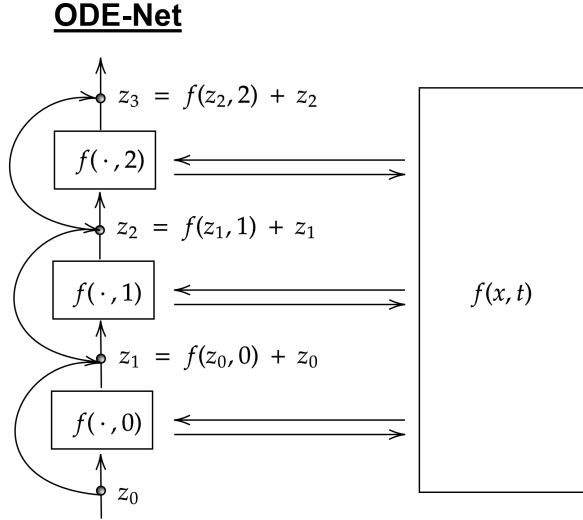 ODE-Net
z₃ = f(z₂, 2) + z₂
f(·, 2)
z₂ = f(z₁, 1) + z₁
f(·, 1)
f(x, t)
z₁ = f(z₀, 0) + z₀
f(·, 0)
z₀